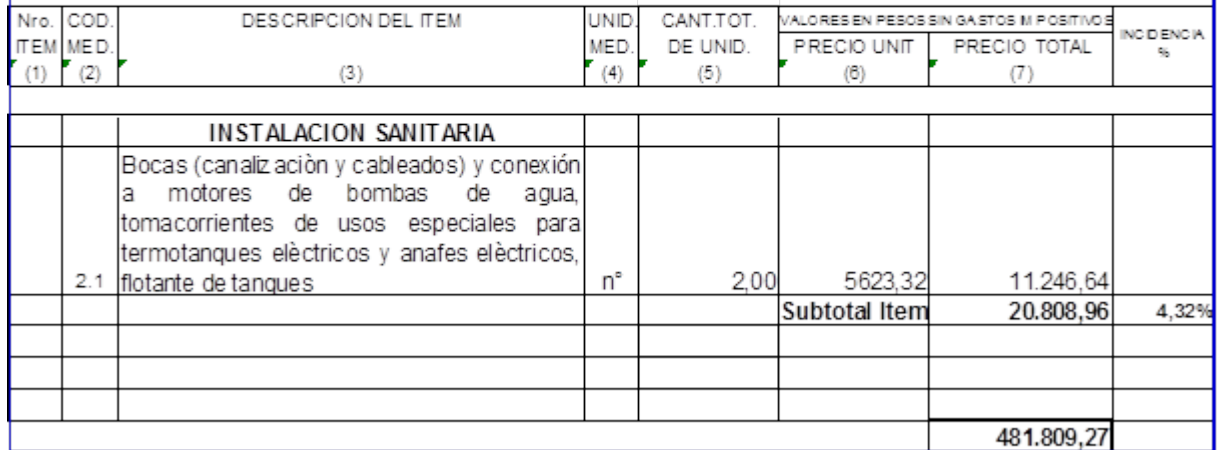 Nro. COD. DESCRIPCION DEL ITEM UNID. CANT.TOT. VALORES EN PESOS SIN GASTOS IMPOSITIVOS INCIDENCIA
ITEM MED. MED. DE UNID. PRECIO UNIT PRECIO TOTAL %
(1) (2) (3) (4) (5) (6) (7)
INSTALACION SANITARIA
Bocas (canalizaciòn y cableados) y conexión
a motores de bombas de agua,
tomacorrientes de usos especiales para
termotanques elèctricos y anafes elèctricos,
2.1 flotante de tanques n° 2,00 5623,32 11.246,64
Subtotal Item 20.808,96 4,32%
481.809,27